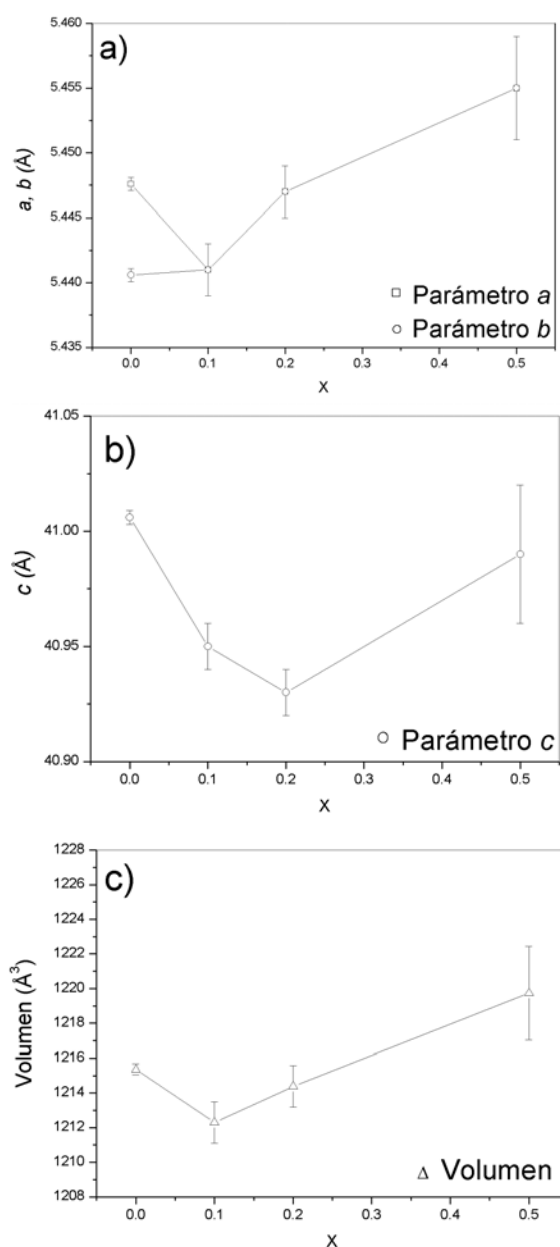 a)
5.460
5.455
5.450
5.445
5.440
5.435
a, b (Å)
□ Parámetro a
○ Parámetro b
0.0 0.1 0.2 0.3 0.4 0.5
X
b)
41.05
41.00
40.95
40.90
c (Å)
○ Parámetro c
0.0 0.1 0.2 0.3 0.4 0.5
X
c)
1228
1226
1224
1222
1220
1218
1216
1214
1212
1210
1208
Volumen (Å³)
Δ Volumen
0.0 0.1 0.2 0.3 0.4 0.5
X